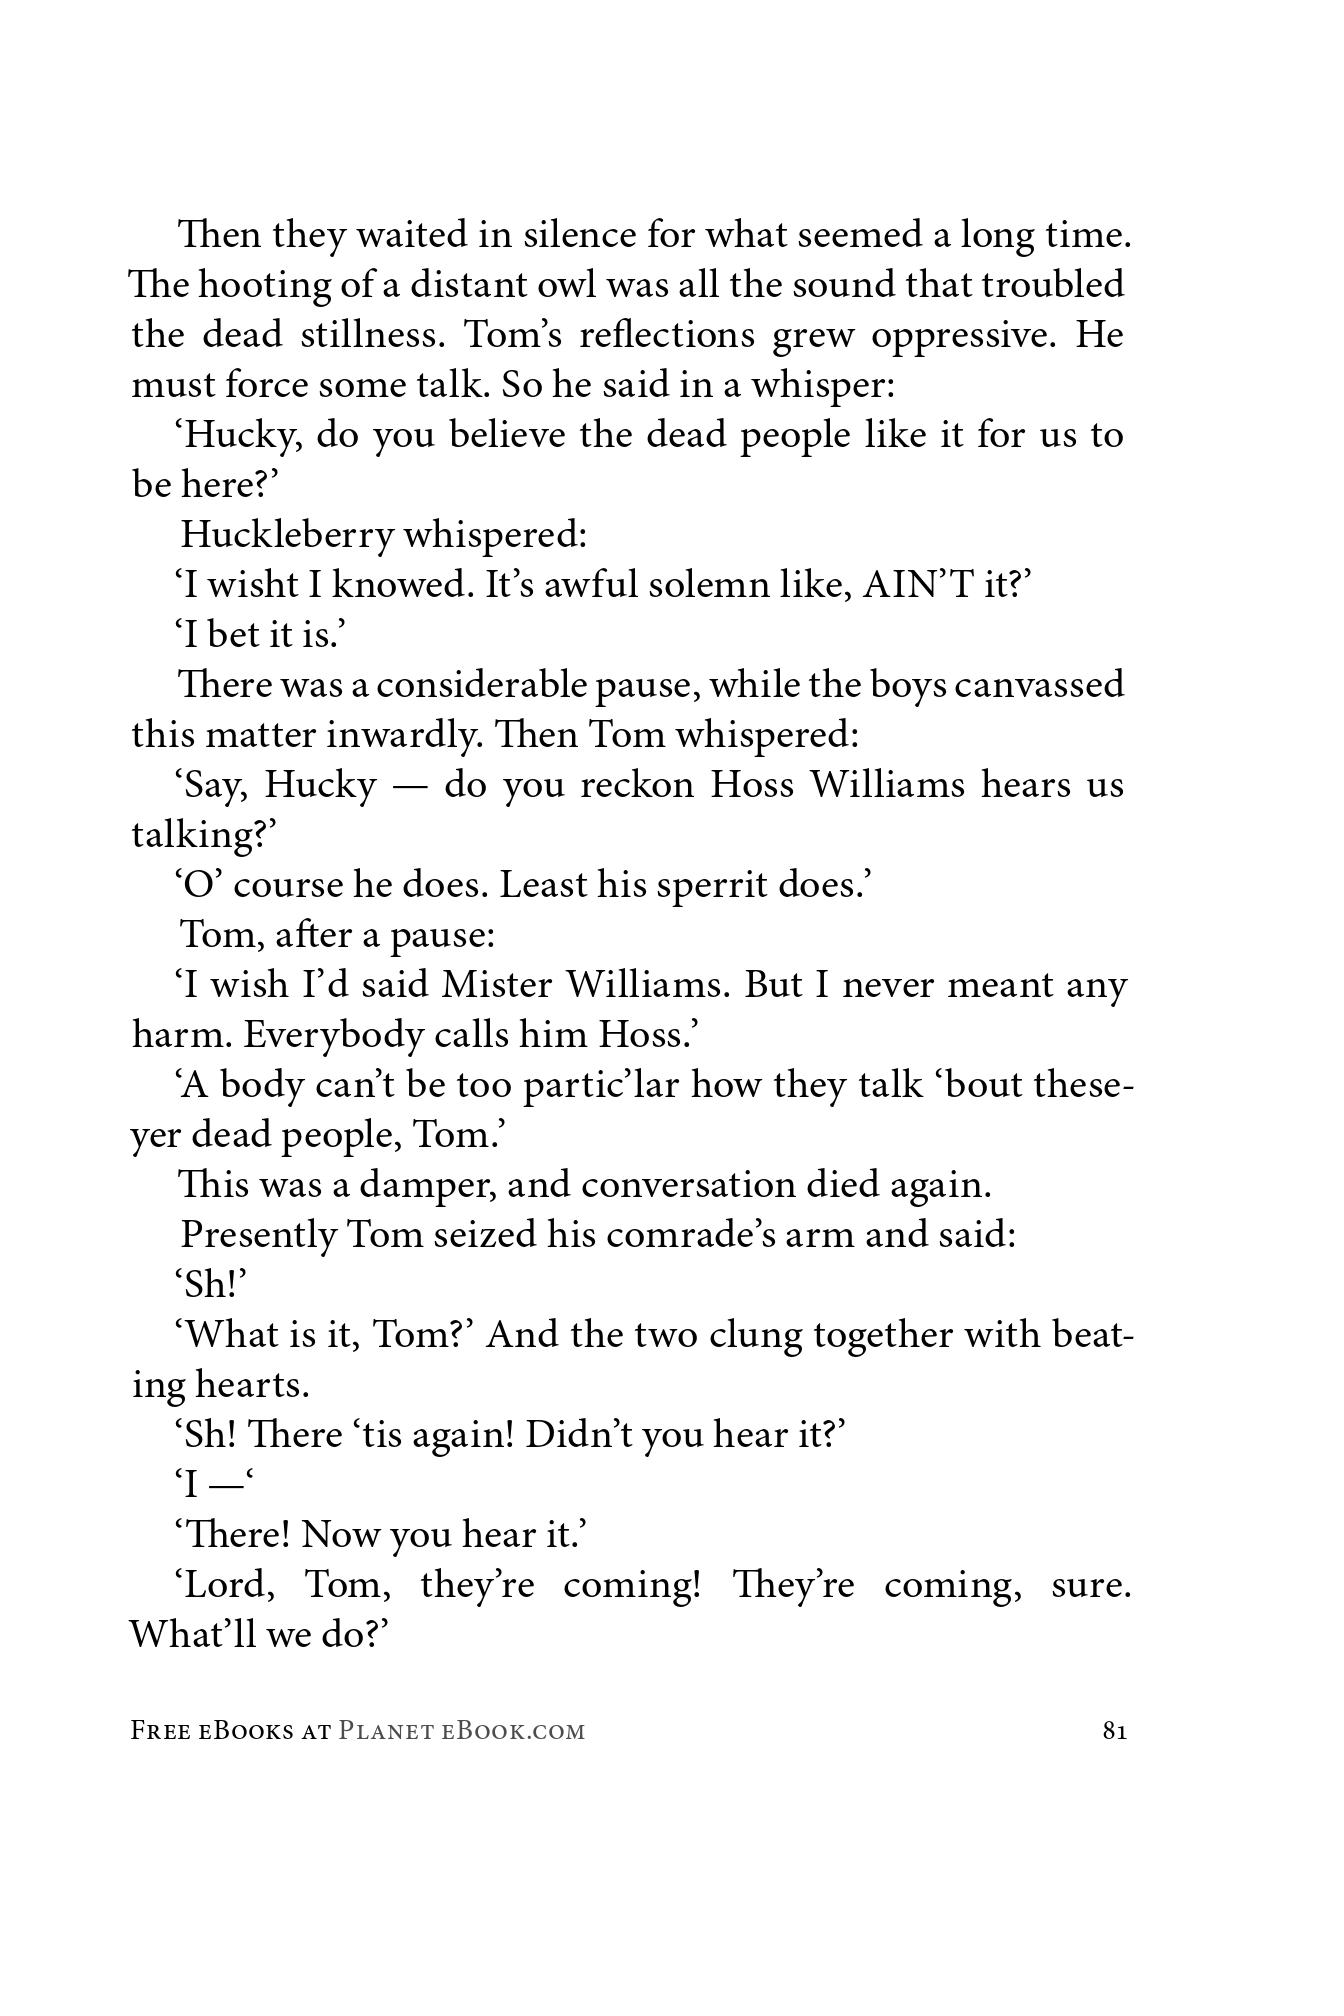 Then they waited in silence for what seemed a long time.
The hooting of a distant owl was all the sound that troubled
the dead stillness. Tom’s reflections grew oppressive. He
must force some talk. So he said in a whisper:
‘Hucky, do you believe the dead people like it for us to
be here?’
Huckleberry whispered:
‘I wisht I knowed. It’s awful solemn like, AIN’T it?’
‘I bet it is.’
There was a considerable pause, while the boys canvassed
this matter inwardly. Then Tom whispered:
‘Say, Hucky — do you reckon Hoss Williams hears us
talking?’
‘O’ course he does. Least his sperrit does.’
Tom, after a pause:
‘I wish I’d said Mister Williams. But I never meant any
harm. Everybody calls him Hoss.’
‘A body can’t be too partic’lar how they talk ‘bout these-
yer dead people, Tom.’
This was a damper, and conversation died again.
Presently Tom seized his comrade’s arm and said:
‘Sh!’
‘What is it, Tom?’ And the two clung together with beat-
ing hearts.
‘Sh! There ‘tis again! Didn’t you hear it?’
‘I —‘
‘There! Now you hear it.’
‘Lord, Tom, they’re coming! They’re coming, sure.
What’ll we do?’
Free eBooks at Planet eBook.com 81